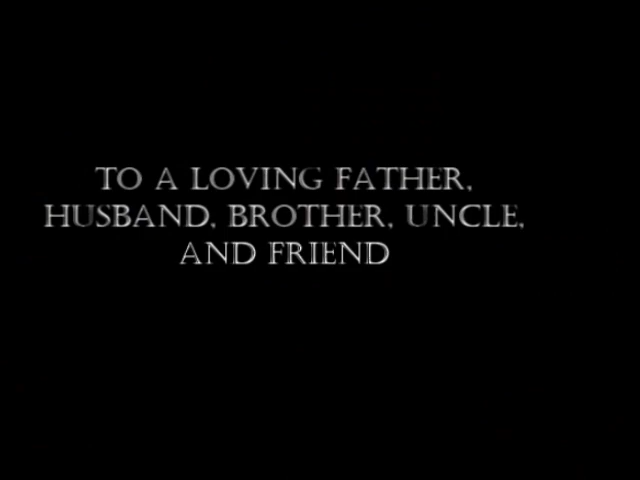 TO A LOVING FATHER,
HUSBAND, BROTHER, UNCLE,
AND FRIEND